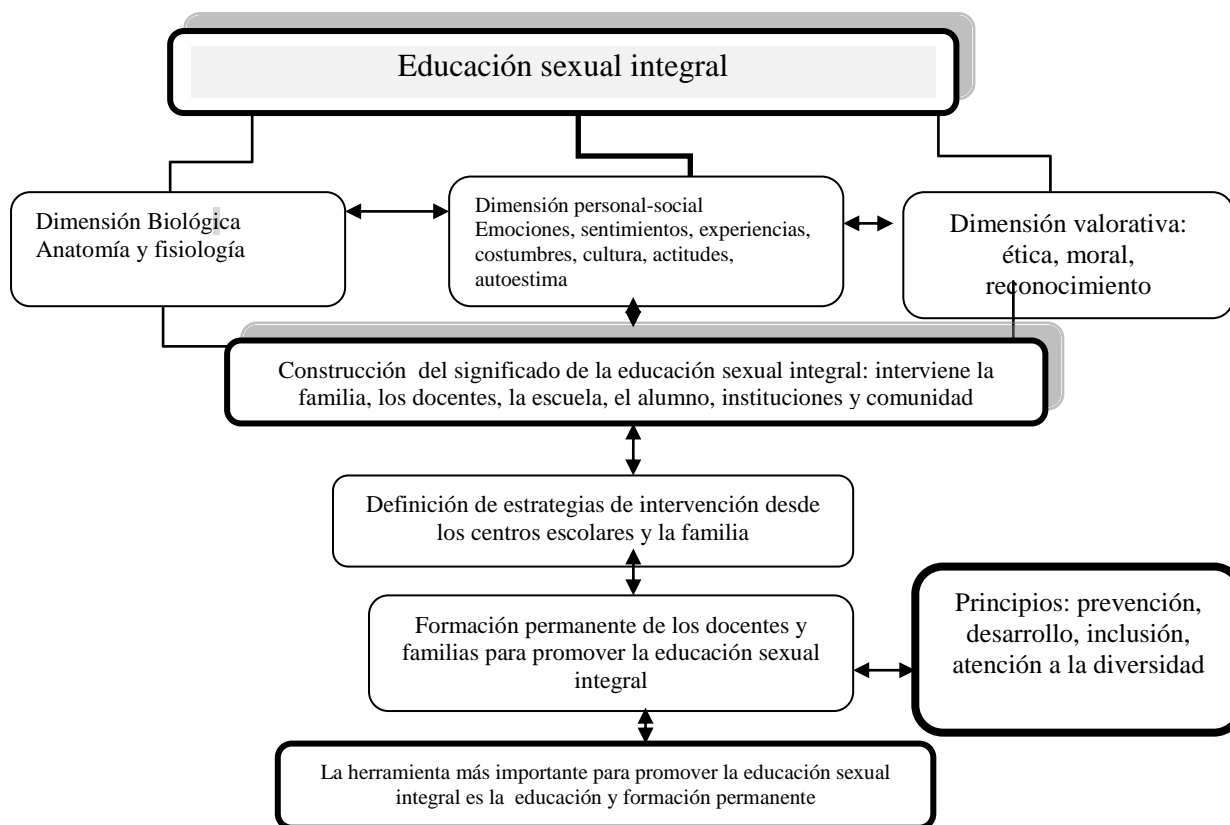 Educación sexual integral
Dimensión Biológica
Anatomía y fisiología
Dimensión personal-social
Emociones, sentimientos, experiencias,
costumbres, cultura, actitudes,
autoestima
Dimensión valorativa:
ética, moral,
reconocimiento
Construcción del significado de la educación sexual integral: interviene la
familia, los docentes, la escuela, el alumno, instituciones y comunidad
Definición de estrategias de intervención desde
los centros escolares y la familia
Formación permanente de los docentes y
familias para promover la educación sexual
integral
Principios: prevención,
desarrollo, inclusión,
atención a la diversidad
La herramienta más importante para promover la educación sexual
integral es la educación y formación permanente